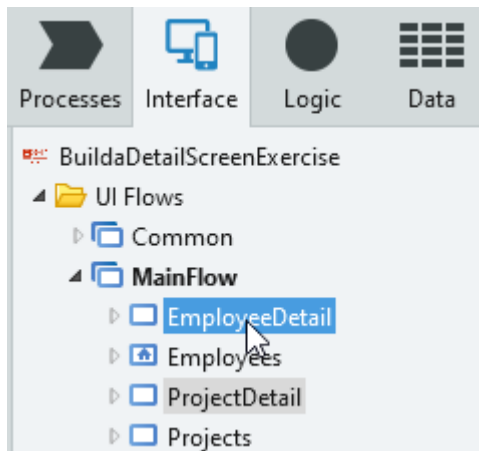 Processes Interface Logic Data
BuildaDetailScreenExercise
UI Flows
Common
MainFlow
EmployeeDetail
Employees
ProjectDetail
Projects